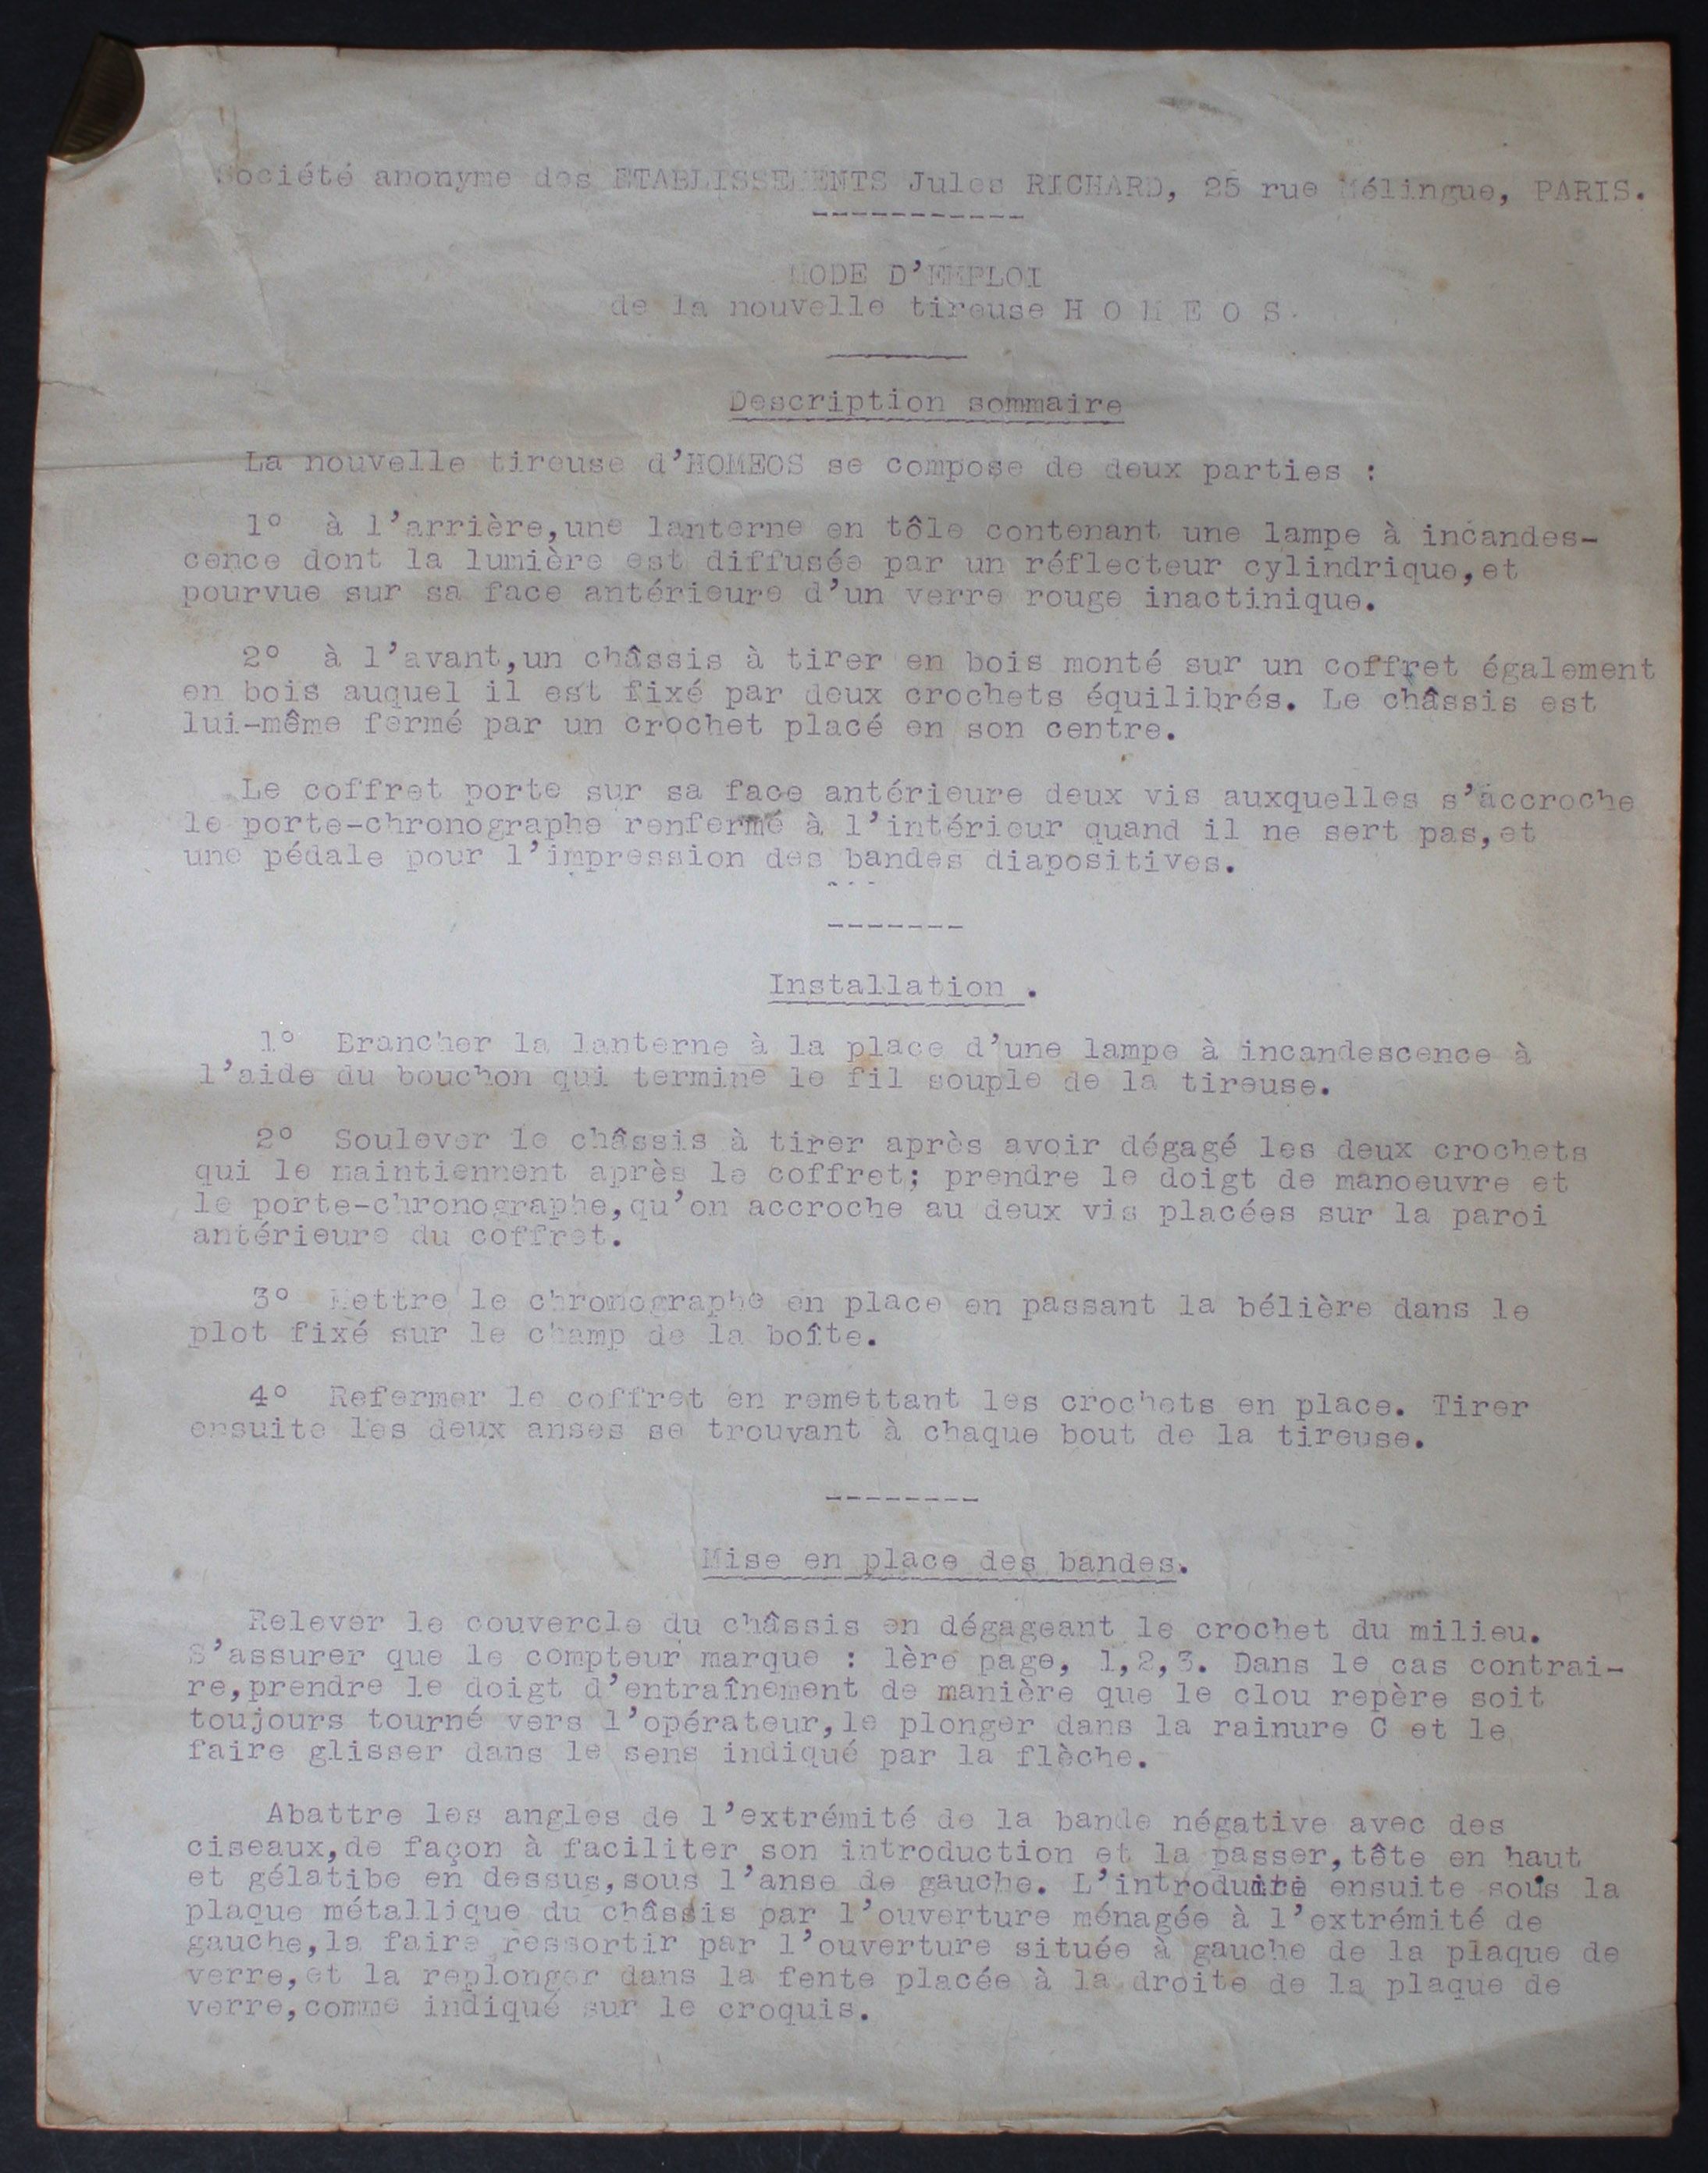 Société anonyme des ETABLISSEMENTS Jules RICHARD, 25 rue Mélingue, PARIS.
MODE D'EMPLOI
de la nouvelle tireuse H O M E O S.
Description sommaire
La nouvelle tireuse d'HOMEOS se compose de deux parties :
1° à l'arrière,une lanterne en tôle contenant une lampe à incandes-
cence dont la lumière est diffusée par un réflecteur cylindrique,et
pourvue sur sa face antérieure d'un verre rouge inactinique.
2° à l'avant,un châssis à tirer en bois monté sur un coffret également
en bois auquel il est fixé par deux crochets équilibrés. Le châssis est
lui-même fermé par un crochet placé en son centre.
Le coffret porte sur sa face antérieure deux vis auxquelles s'accroche
le porte-chronographe renfermé à l'intérieur quand il ne sert pas,et
une pédale pour l'impression des bandes diapositives.
Installation .
1° Brancher la lanterne à la place d'une lampe à incandescence à
l'aide du bouchon qui termine le fil souple de la tireuse.
2° Soulever le châssis à tirer après avoir dégagé les deux crochets
qui le maintiennent après le coffret; prendre le doigt de manoeuvre et
le porte-chronographe,qu'on accroche au deux vis placées sur la paroi
antérieure du coffret.
3° Mettre le chronographe en place en passant la bélière dans le
plot fixé sur le champ de la boîte.
4° Refermer le coffret en remettant les crochets en place. Tirer
ensuite les deux anses se trouvant à chaque bout de la tireuse.
Mise en place des bandes.
Relever le couvercle du châssis en dégageant le crochet du milieu.
S'assurer que le compteur marque : 1ère page, 1,2,3. Dans le cas contrai-
re,prendre le doigt d'entraînement de manière que le clou repère soit
toujours tourné vers l'opérateur,le plonger dans la rainure C et le
faire glisser dans le sens indiqué par la flèche.
Abattre les angles de l'extrémité de la bande négative avec des
ciseaux,de façon à faciliter son introduction et la passer,tête en haut
et gélatibe en dessus,sous l'anse de gauche. L'introduire ensuite sous la
plaque métallique du châssis par l'ouverture ménagée à l'extrémité de
gauche,la faire ressortir par l'ouverture située à gauche de la plaque de
verre,et la replonger dans la fente placée à la droite de la plaque de
verre,comme indiqué sur le croquis.